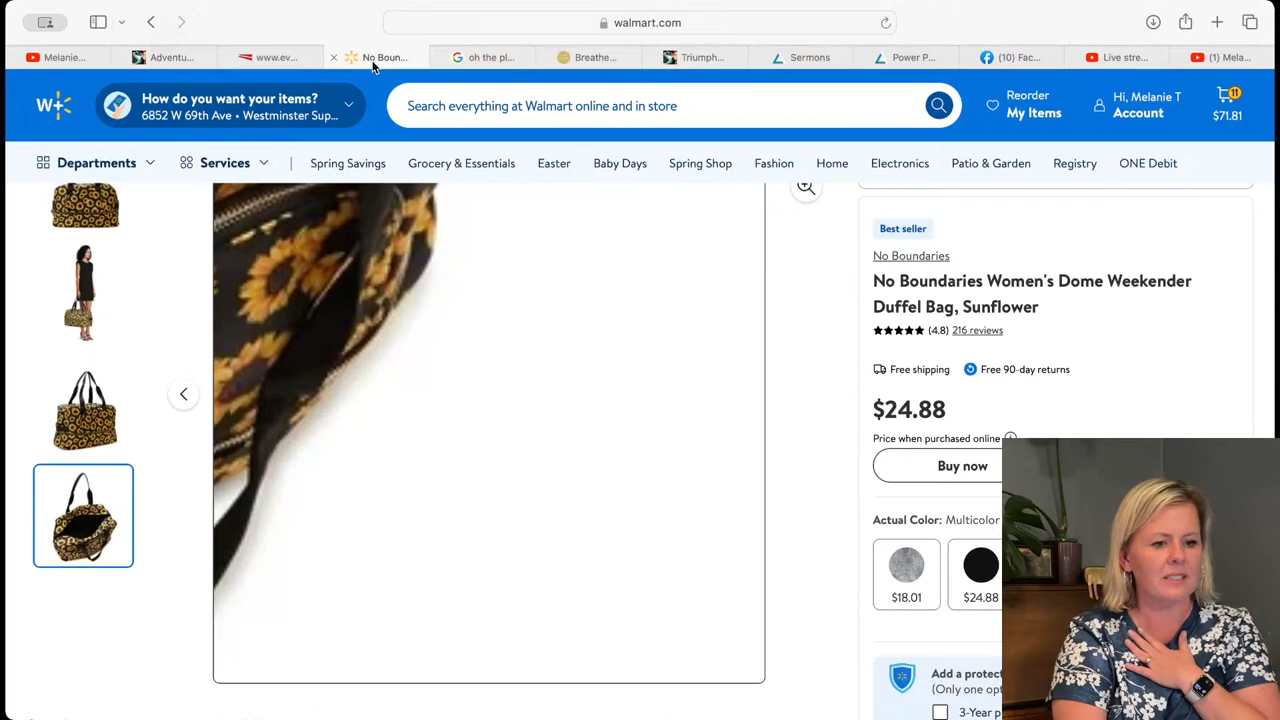 walmart.com
Melanie...
Adventu...
www.ev...
No Boun...
oh the pl...
Breathe...
Triumph...
Sermons
Power P...
(10) Fac...
Live stre...
(1) Mela...
W+
How do you want your items?
6852 W 69th Ave • Westminster Sup...
Search everything at Walmart online and in store
Reorder
My Items
Hi, Melanie T
Account
11
$71.81
Departments
Services
Spring Savings
Grocery & Essentials
Easter
Baby Days
Spring Shop
Fashion
Home
Electronics
Patio & Garden
Registry
ONE Debit
Best seller
No Boundaries
No Boundaries Women's Dome Weekender
Duffel Bag, Sunflower
(4.8) 216 reviews
Free shipping
Free 90-day returns
$24.88
Price when purchased online
Buy now
Actual Color: Multicolor
$18.01
$24.88
Add a protec
(Only one opt
3-Year p